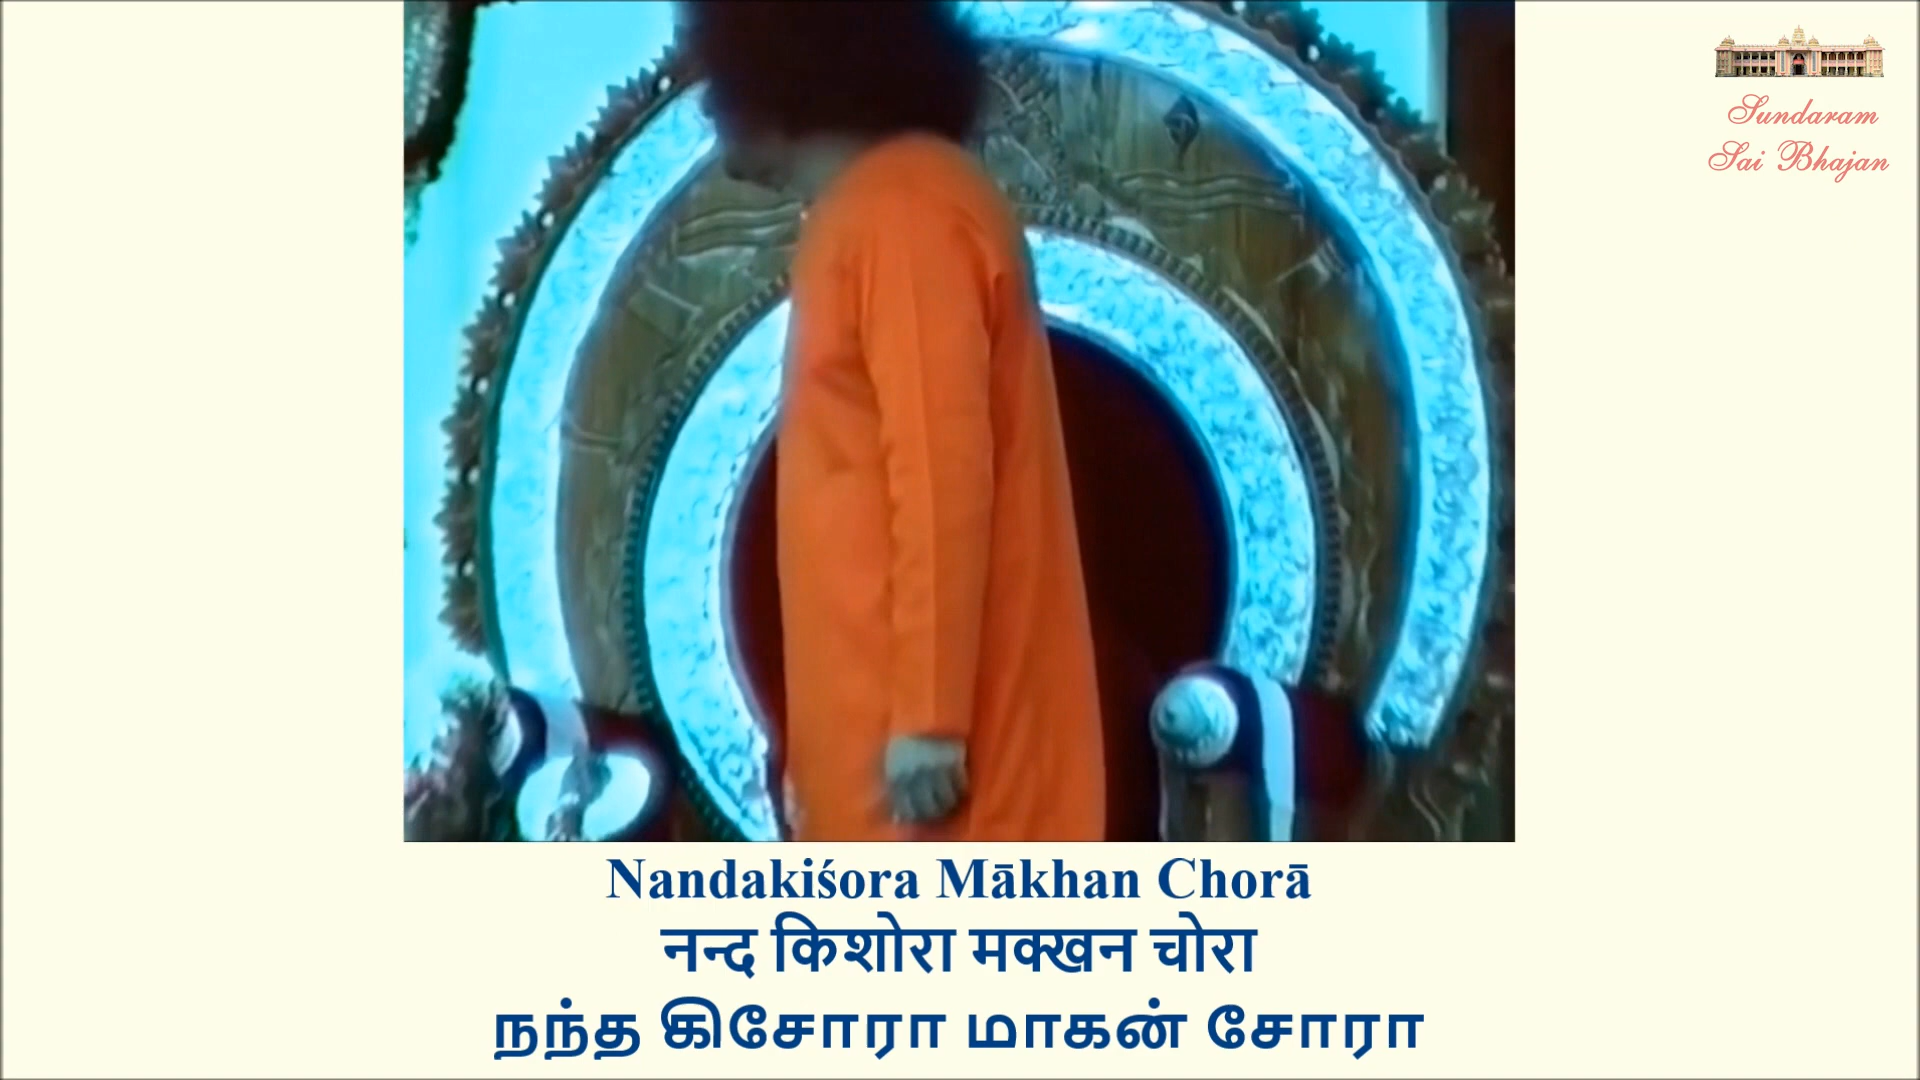 Sundaram
Sai Bhajan
Nandakiśora Mākhan Chorā
नन्द किशोरा मक्खन चोरा
நந்த கிசோரா மாகன் சோரா